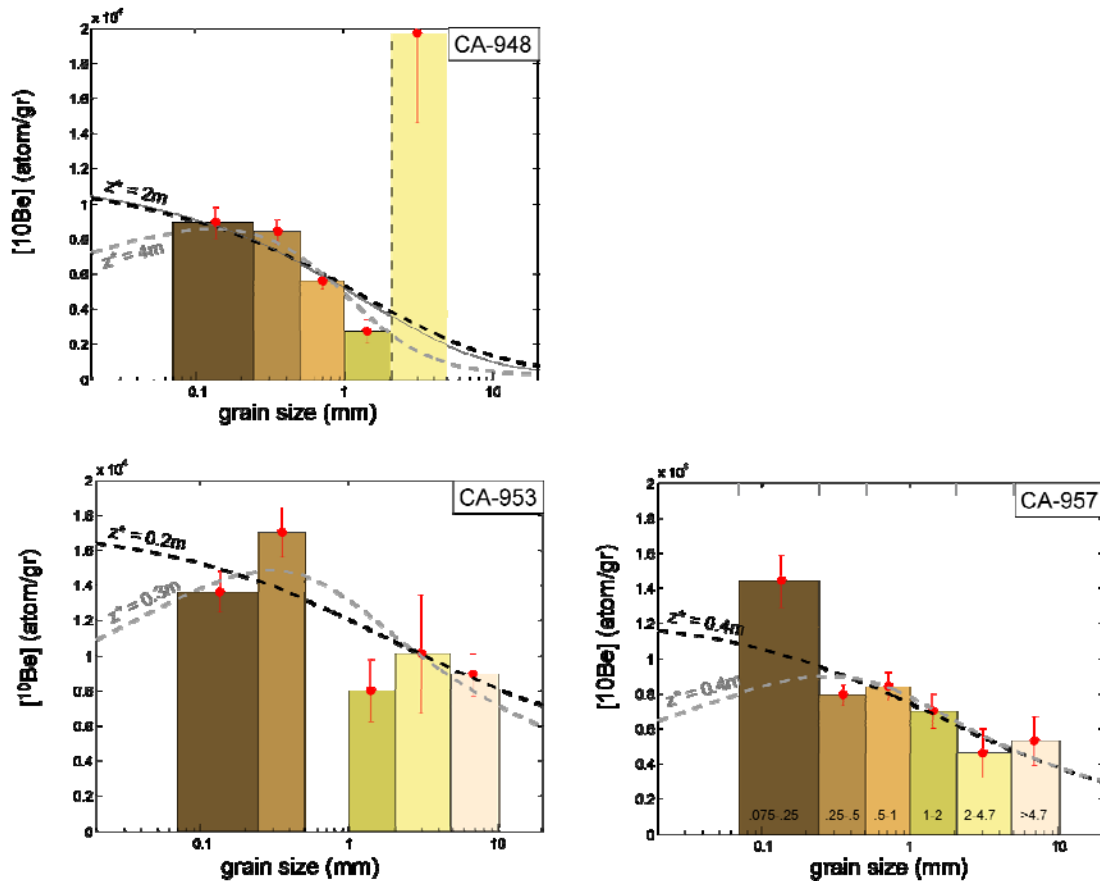 x 10⁴
CA-948
2
1.8
1.6
1.4
1.2
1
0.8
0.6
0.4
0.2
0
[10Be] (atom/gr)
z* = 2m
z* = 4m
0.1
1
10
grain size (mm)
x 10⁴
CA-953
2
1.8
1.6
1.4
1.2
1
0.8
0.6
0.4
0.2
0
[¹⁰Be] (atom/gr)
z* = 0.2m
z* = 0.3m
0.1
1
10
grain size (mm)
CA-957
2
1.8
1.6
1.4
1.2
1
0.8
0.6
0.4
0.2
0
[10Be] (atom/gr)
z* = 0.4m
z* = 0.4m
.075-.25
.25-.5
.5-1
1-2
2-4.7
>4.7
0.1
1
10
grain size (mm)